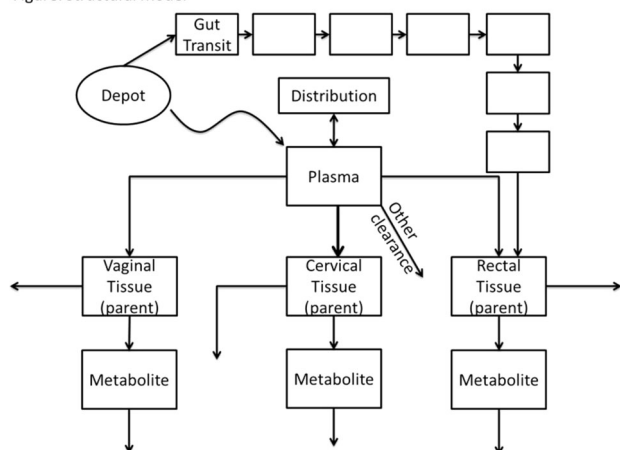 Gut
Transit
Depot
Distribution
Plasma
Other
clearance
Vaginal
Tissue
(parent)
Cervical
Tissue
(parent)
Rectal
Tissue
(parent)
Metabolite
Metabolite
Metabolite